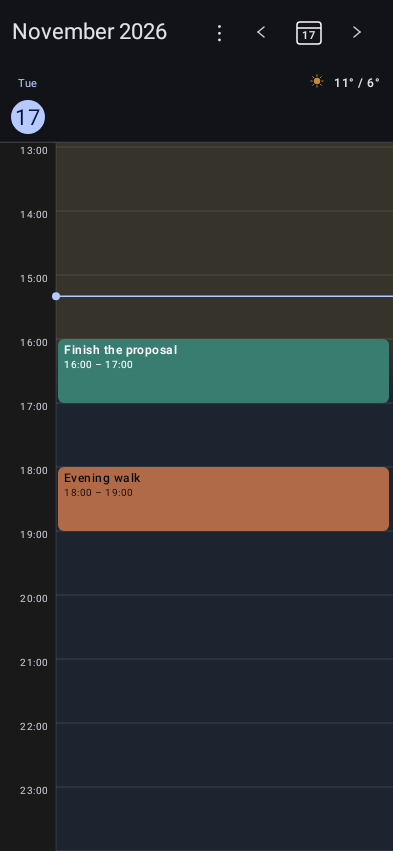 November 2026
17
Tue
11° / 6°
17
13:00
14:00
15:00
16:00
Finish the proposal
16:00 – 17:00
17:00
18:00
Evening walk
18:00 – 19:00
19:00
20:00
21:00
22:00
23:00